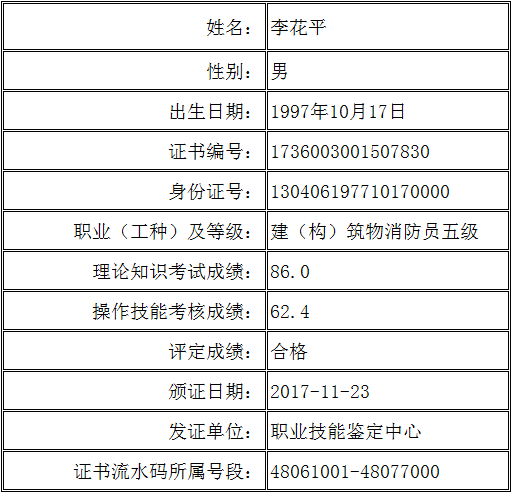 姓名： 李花平
性别： 男
出生日期： 1997年10月17日
证书编号： 1736003001507830
身份证号： 130406197710170000
职业（工种）及等级： 建（构）筑物消防员五级
理论知识考试成绩： 86.0
操作技能考核成绩： 62.4
评定成绩： 合格
颁证日期： 2017-11-23
发证单位： 职业技能鉴定中心
证书流水码所属号段： 48061001-48077000